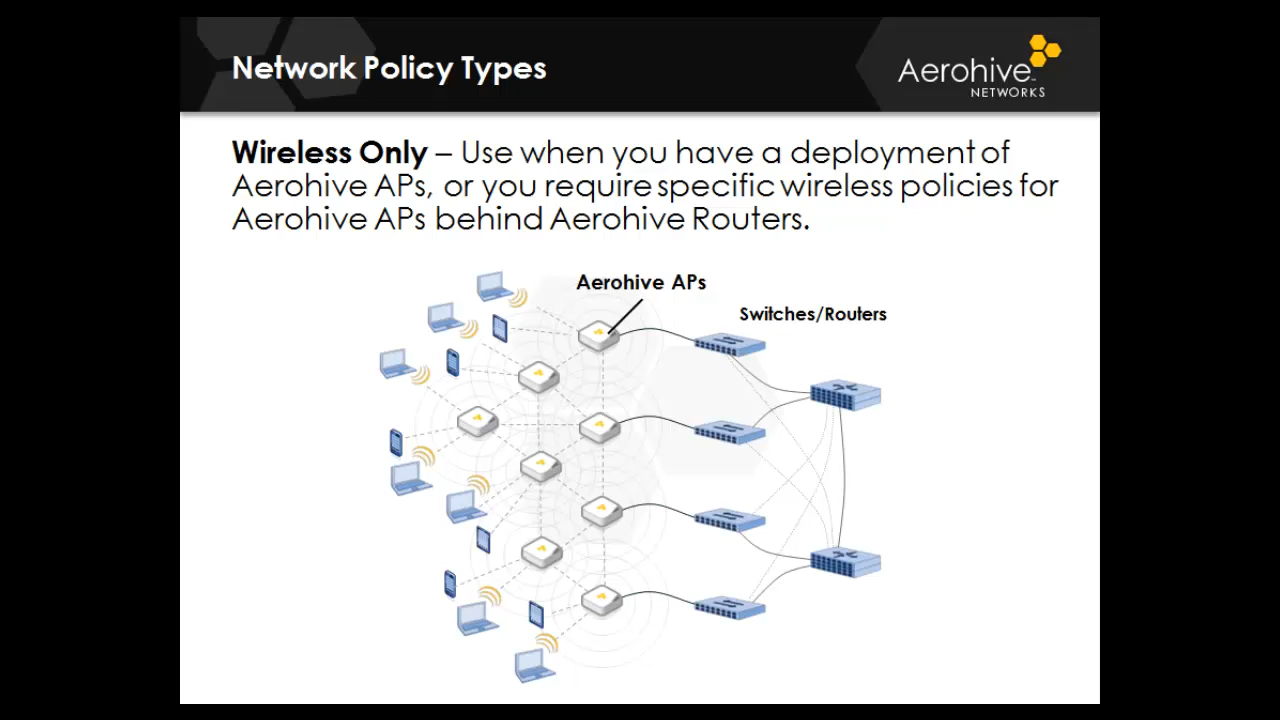 Network Policy Types
Aerohive
NETWORKS
Wireless Only – Use when you have a deployment of
Aerohive APs, or you require specific wireless policies for
Aerohive APs behind Aerohive Routers.
Aerohive APs
Switches/Routers